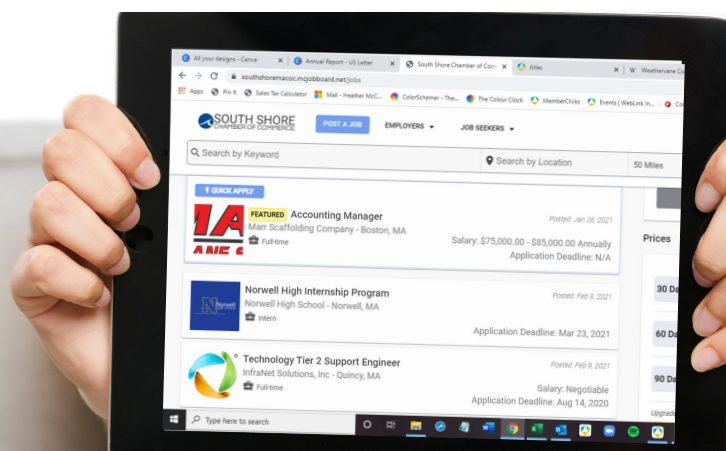 All your designs - Canva
Annual Report - US Letter
South Shore Chamber of Com
Atlas
W Weathervane Co
southshoremacoc.mcjobboard.net/jobs
Apps Pin It Sales Tax Calculator Mail - Heather McC... ColorSchemer - The... The Colour Clock MemberClicks Events | WebLink In... Col
SOUTH SHORE
CHAMBER OF COMMERCE
POST A JOB
EMPLOYERS
JOB SEEKERS
Search by Keyword
Search by Location
50 Miles
QUICK APPLY
FEATURED Accounting Manager
Posted: Jan 26, 2021
Marr Scaffolding Company - Boston, MA
Full-time
Salary: $75,000.00 - $85,000.00 Annually
Application Deadline: N/A
Prices
Norwell High Internship Program
Posted: Feb 9, 2021
Norwell High School - Norwell, MA
Intern
Application Deadline: Mar 23, 2021
N Norwell
30 Da
60 Da
90 Da
Technology Tier 2 Support Engineer
Posted: Feb 9, 2021
InfraNet Solutions, Inc - Quincy, MA
Full-time
Salary: Negotiable
Application Deadline: Aug 14, 2020
Upgrad
Type here to search